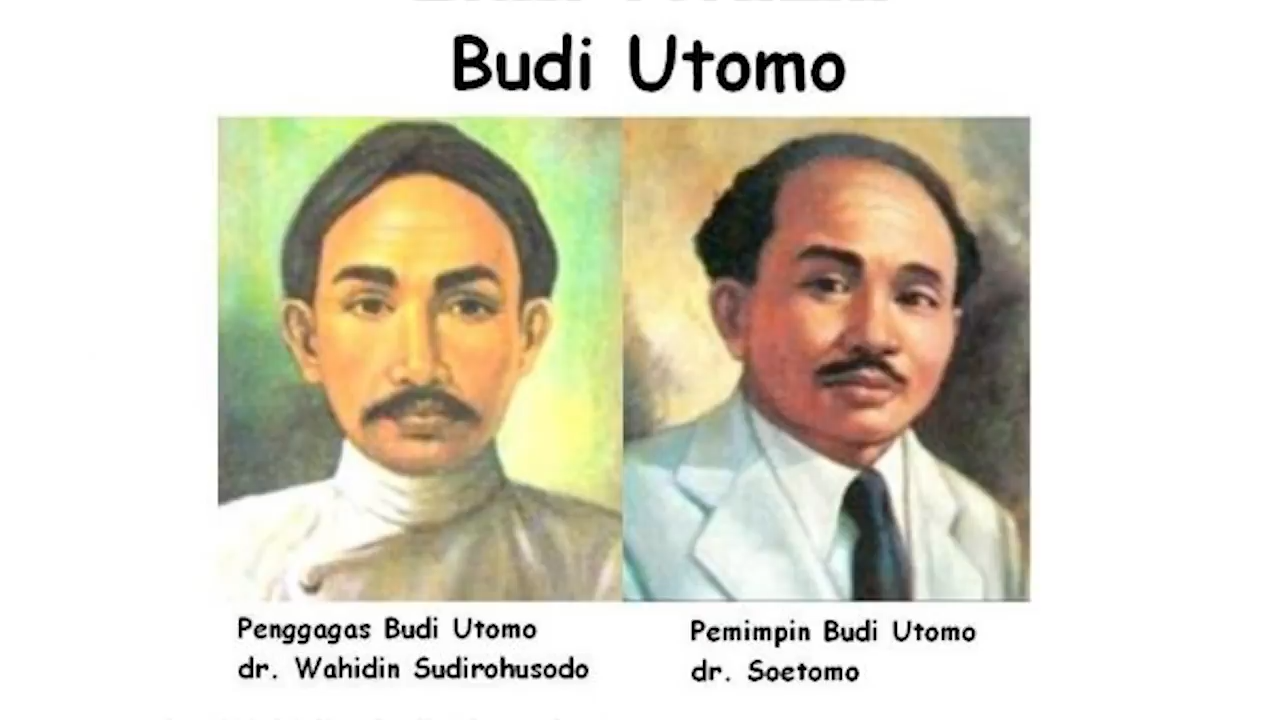 Budi Utomo
Penggagas Budi Utomo
dr. Wahidin Sudirohusodo
Pemimpin Budi Utomo
dr. Soetomo